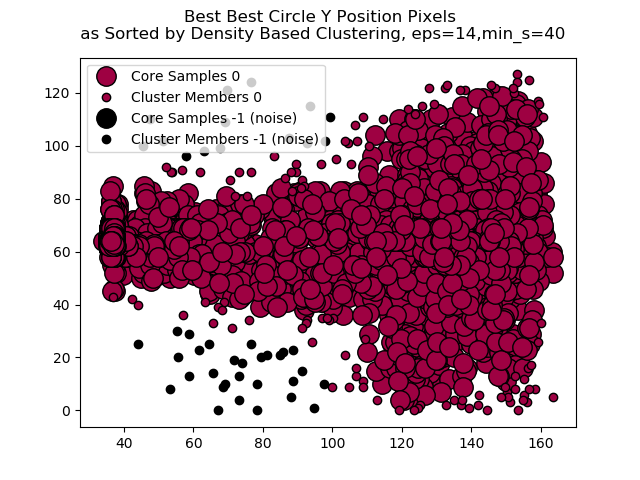 Best Best Circle Y Position Pixels
as Sorted by Density Based Clustering, eps=14,min_s=40
Core Samples 0
Cluster Members 0
Core Samples -1 (noise)
Cluster Members -1 (noise)
120
100
80
60
40
20
0
40 60 80 100 120 140 160